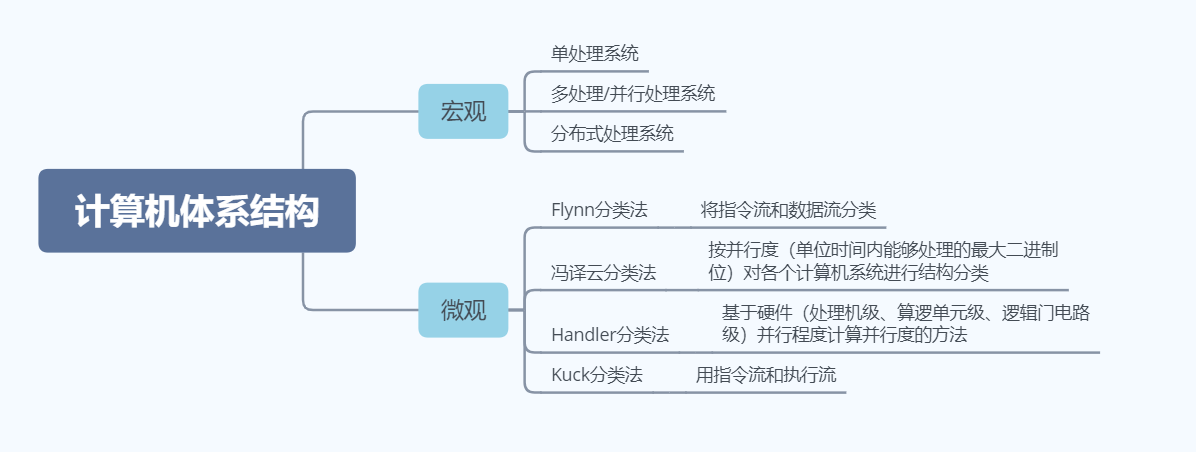 计算机体系结构
宏观
单处理系统
多处理/并行处理系统
分布式处理系统
微观
Flynn分类法
将指令流和数据流分类
冯译云分类法
按并行度（单位时间内能够处理的最大二进制
位）对各个计算机系统进行结构分类
Handler分类法
基于硬件（处理机级、算逻单元级、逻辑门电路
级）并行程度计算并行度的方法
Kuck分类法
用指令流和执行流